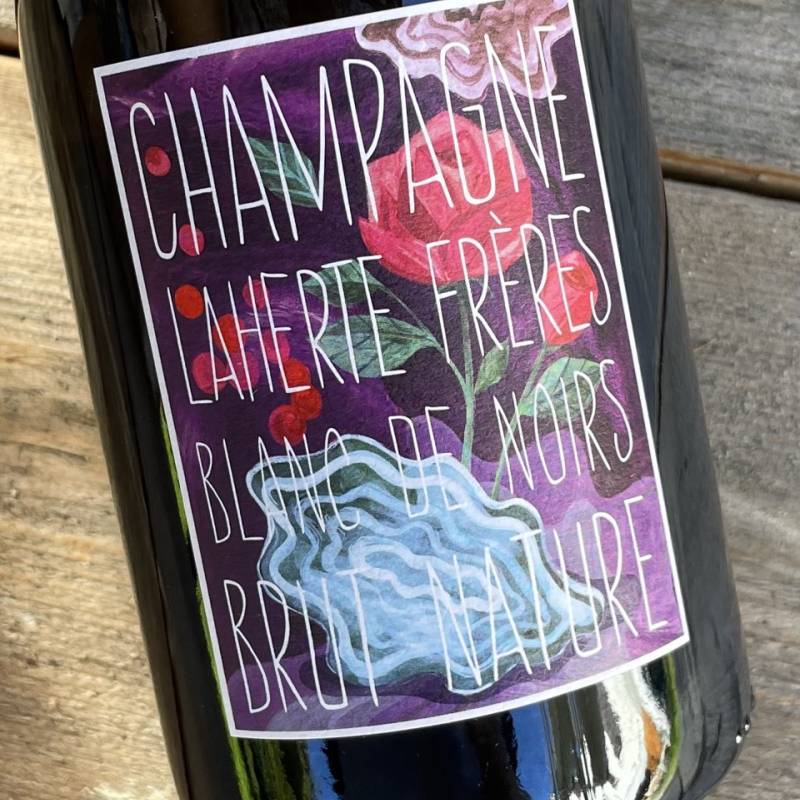 CHAMPAGNE
LAHERTE FRÈRES
BLANC DE NOIRS
BRUT NATURE